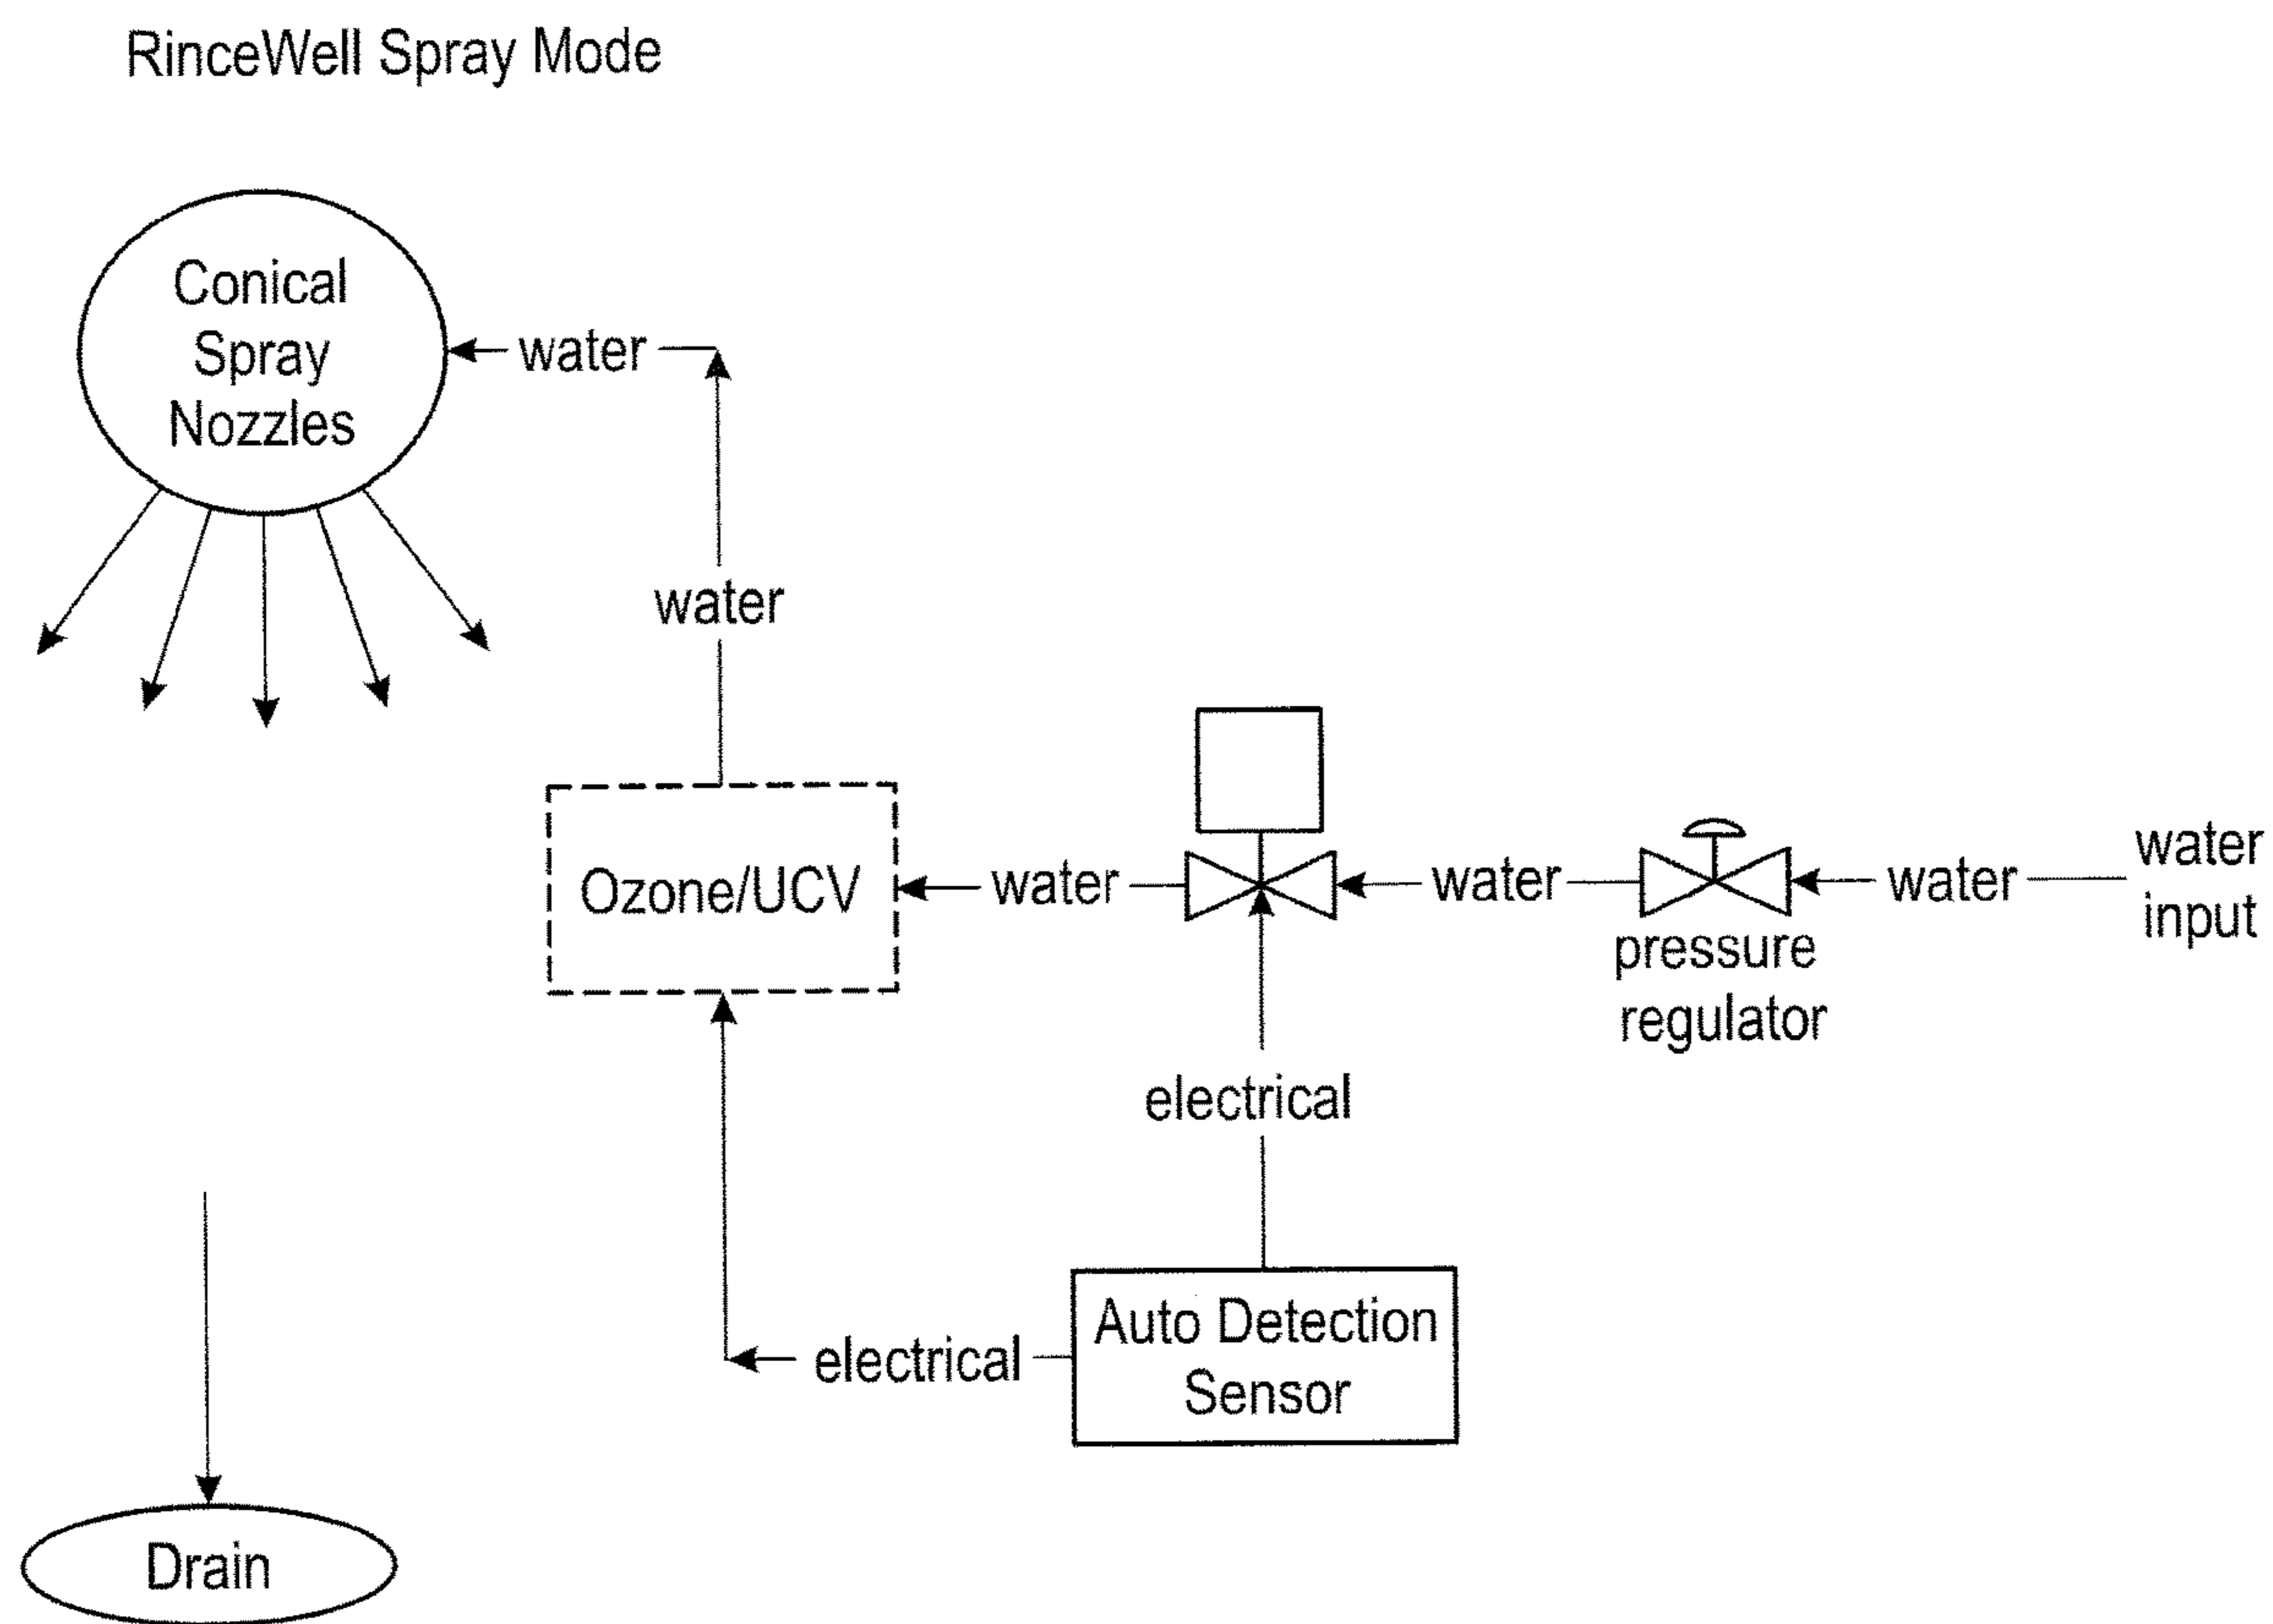 RinceWell Spray Mode
Conical
Spray
Nozzles
water
water
Ozone/UCV
water
water
water
water
input
pressure
regulator
electrical
electrical
Auto Detection
Sensor
Drain